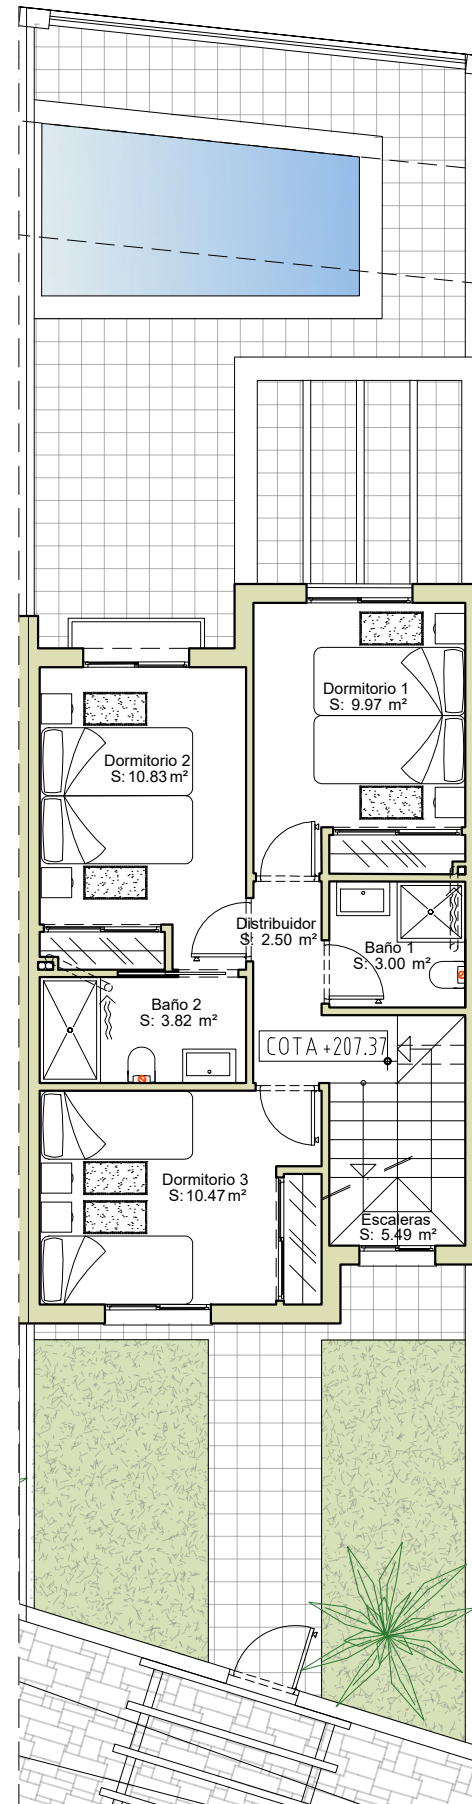 Dormitorio 1
S: 9.97 m²
Dormitorio 2
S: 10.83 m²
Distribuidor
S: 2.50 m²
Baño 1
S: 3.00 m²
Baño 2
S: 3.82 m²
COTA +207.37
Dormitorio 3
S: 10.47 m²
Escaleras
S: 5.49 m²